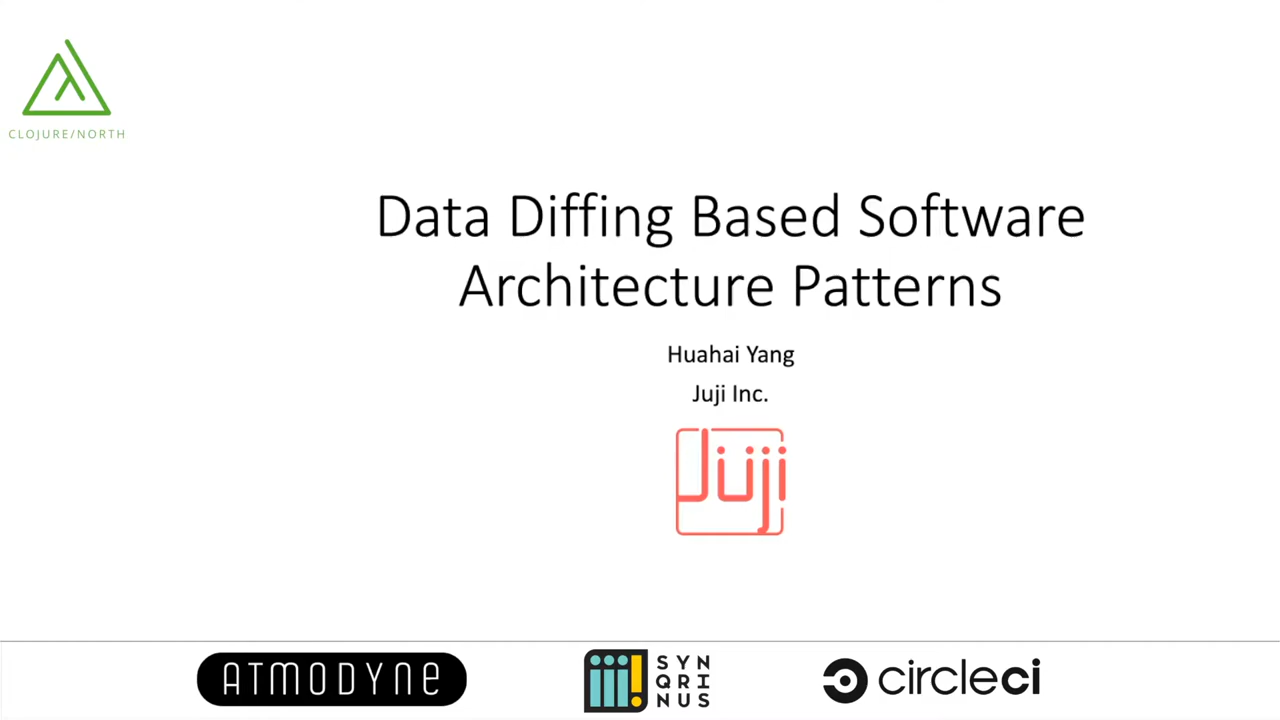 CLOJURE/NORTH
Data Diffing Based Software
Architecture Patterns
Huahai Yang
Juji Inc.
Juji
ATMODYNE
SYN
QRI
NUS
circleci